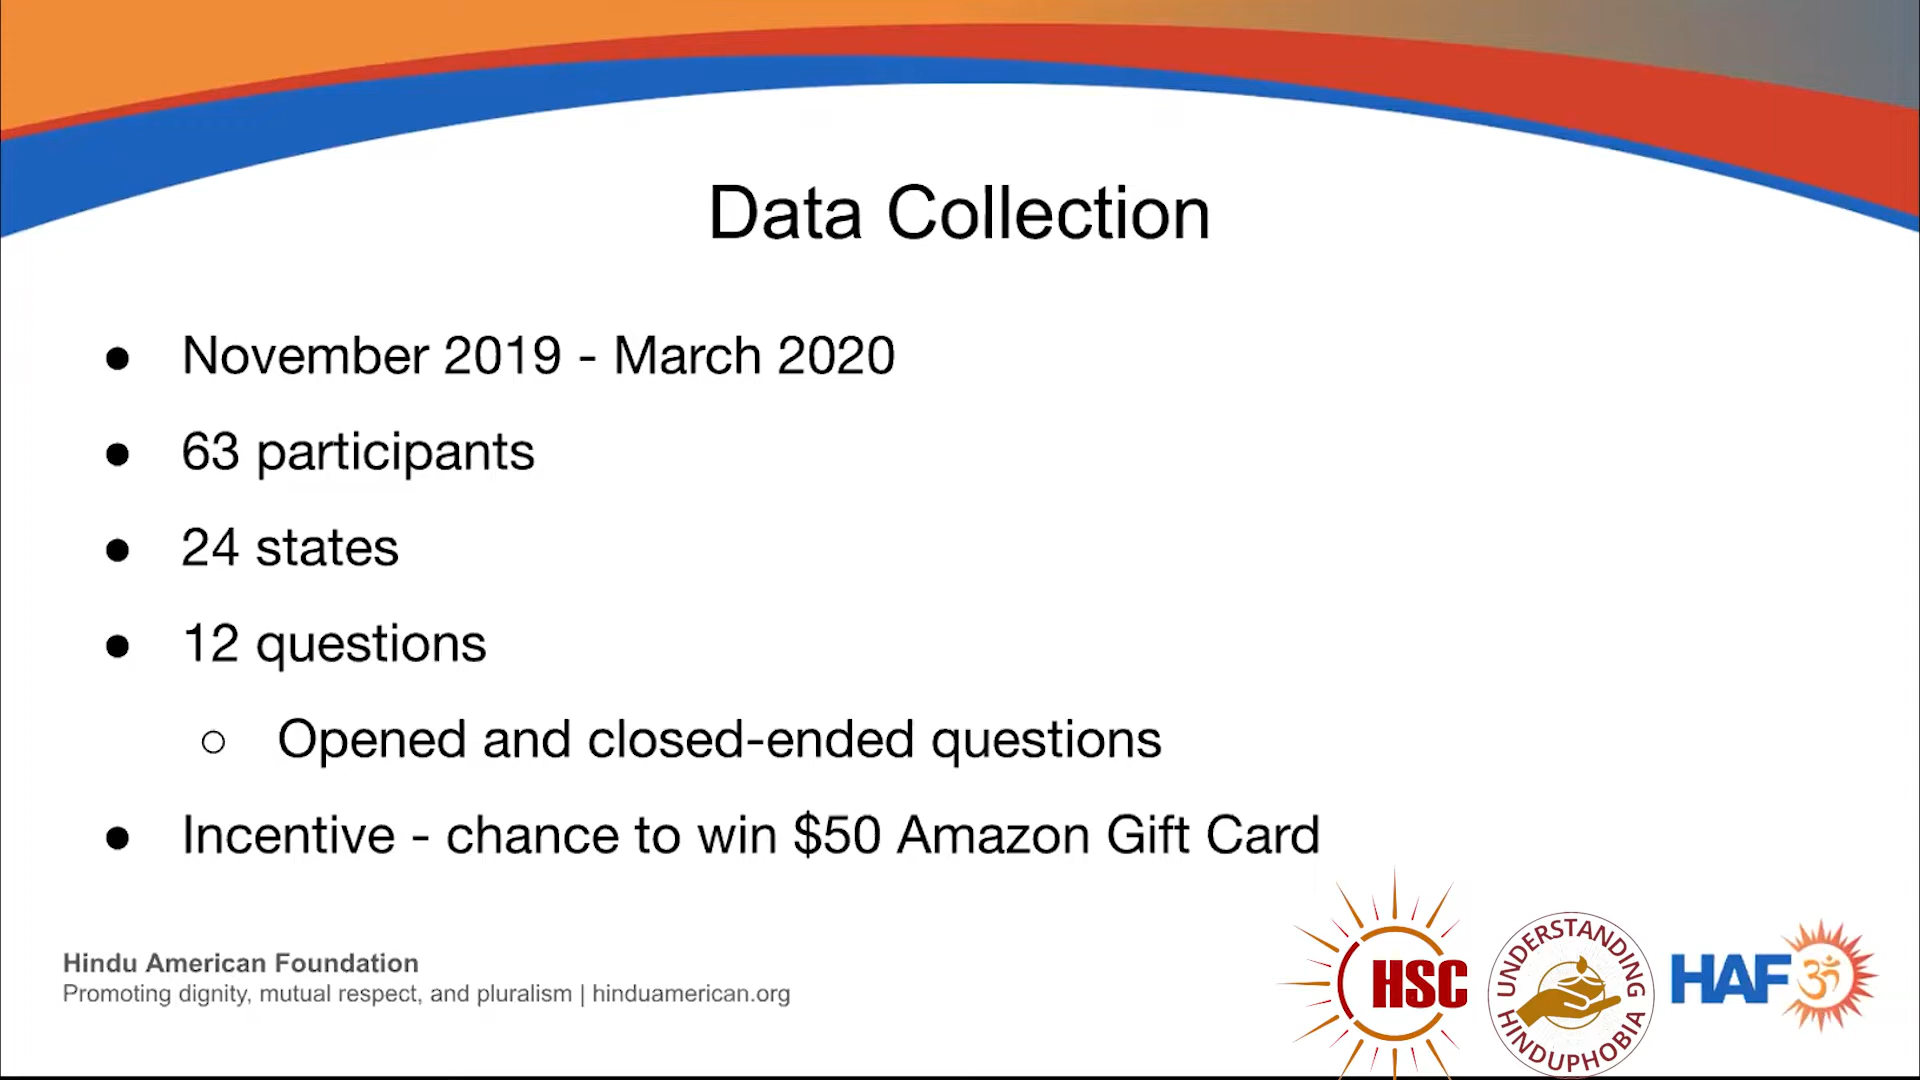 Data Collection
● November 2019 - March 2020
● 63 participants
● 24 states
● 12 questions
○ Opened and closed-ended questions
● Incentive - chance to win $50 Amazon Gift Card
Hindu American Foundation
Promoting dignity, mutual respect, and pluralism | hinduamerican.org
HSC
UNDERSTANDING
HINDUPHOBIA
HAF ॐ